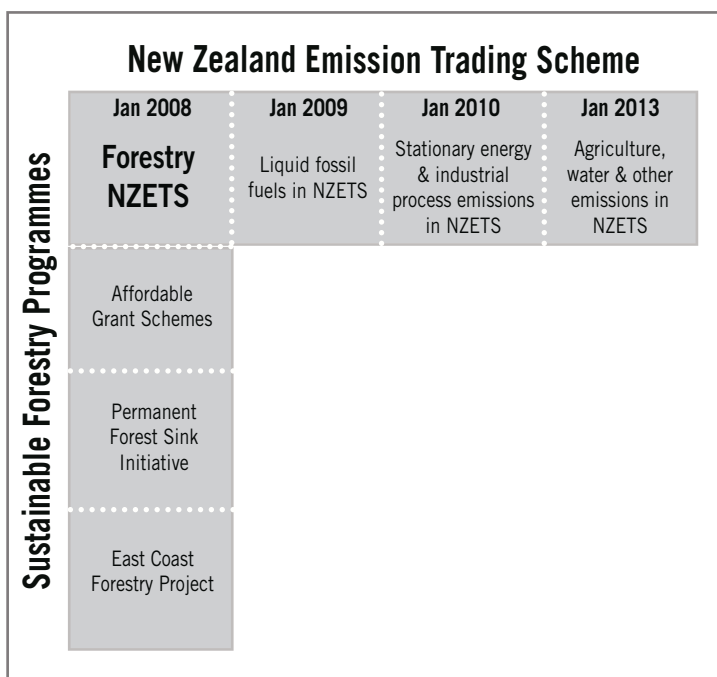 New Zealand Emission Trading Scheme
Sustainable Forestry Programmes
Jan 2008
Forestry
NZETS
Jan 2009
Liquid fossil
fuels in NZETS
Jan 2010
Stationary energy
& industrial
process emissions
in NZETS
Jan 2013
Agriculture,
water & other
emissions in
NZETS
Affordable
Grant Schemes
Permanent
Forest Sink
Initiative
East Coast
Forestry Project